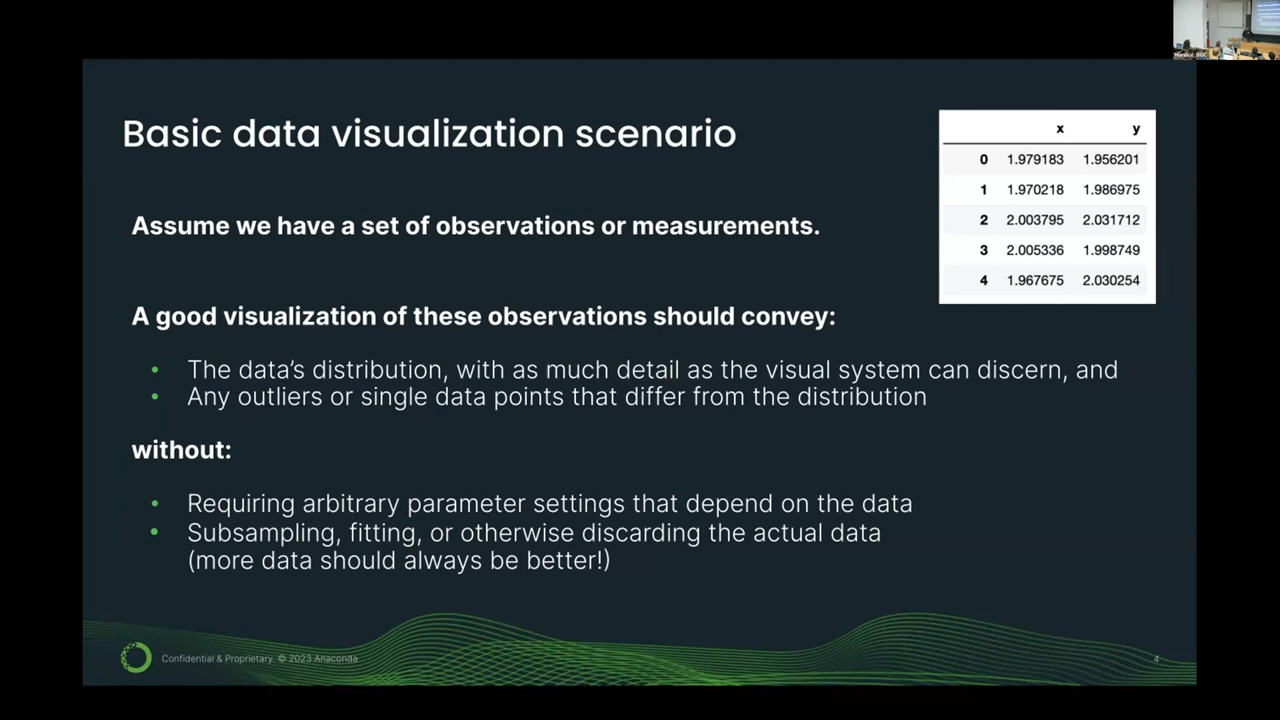 Basic data visualization scenario
x y
0 1.979183 1.956201
1 1.970218 1.986975
2 2.003795 2.031712
3 2.005336 1.998749
4 1.967675 2.030254
Assume we have a set of observations or measurements.
A good visualization of these observations should convey:
• The data’s distribution, with as much detail as the visual system can discern, and
• Any outliers or single data points that differ from the distribution
without:
• Requiring arbitrary parameter settings that depend on the data
• Subsampling, fitting, or otherwise discarding the actual data
(more data should always be better!)
Confidential & Proprietary. © 2023 Anaconda
4